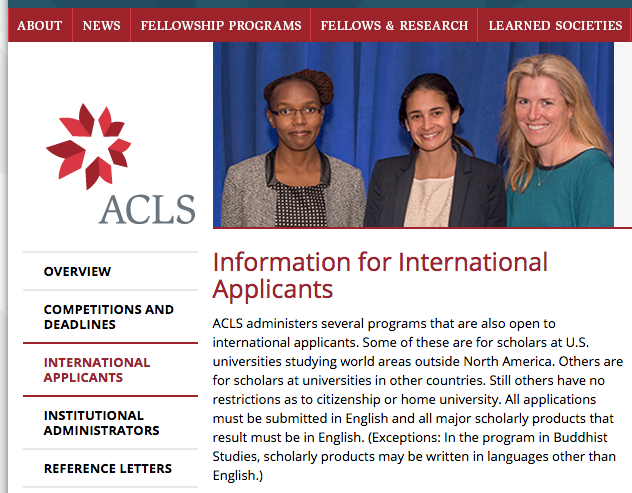 ABOUT NEWS FELLOWSHIP PROGRAMS FELLOWS & RESEARCH LEARNED SOCIETIES
ACLS
OVERVIEW
COMPETITIONS AND
DEADLINES
INTERNATIONAL
APPLICANTS
INSTITUTIONAL
ADMINISTRATORS
REFERENCE LETTERS
Information for International
Applicants
ACLS administers several programs that are also open to
international applicants. Some of these are for scholars at U.S.
universities studying world areas outside North America. Others are
for scholars at universities in other countries. Still others have no
restrictions as to citizenship or home university. All applications
must be submitted in English and all major scholarly products that
result must be in English. (Exceptions: In the program in Buddhist
Studies, scholarly products may be written in languages other than
English.)